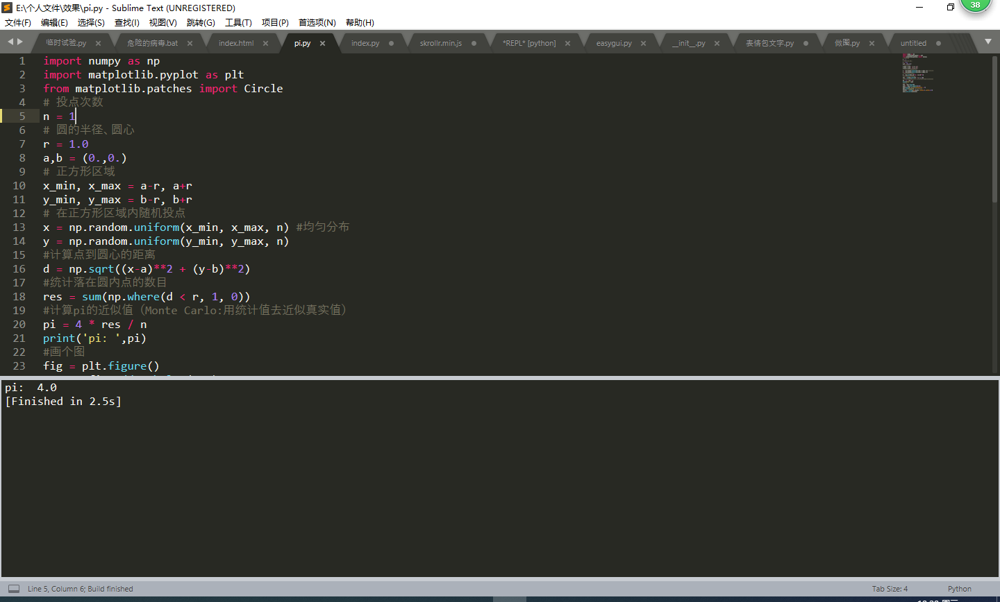 E:\个人文件\效果\pi.py - Sublime Text (UNREGISTERED)
38
文件(F) 编辑(E) 选择(S) 查找(I) 视图(V) 跳转(G) 工具(T) 项目(P) 首选项(N) 帮助(H)
临时试验.py 危险的病毒.bat index.html pi.py index.py skrollr.min.js *REPL* [python] easygui.py __init__.py 表情包文字.py 做图.py untitled
1 import numpy as np
2 import matplotlib.pyplot as plt
3 from matplotlib.patches import Circle
4 # 投点次数
5 n = 1
6 # 圆的半径、圆心
7 r = 1.0
8 a,b = (0.,0.)
9 # 正方形区域
10 x_min, x_max = a-r, a+r
11 y_min, y_max = b-r, b+r
12 # 在正方形区域内随机投点
13 x = np.random.uniform(x_min, x_max, n) #均匀分布
14 y = np.random.uniform(y_min, y_max, n)
15 #计算点到圆心的距离
16 d = np.sqrt((x-a)**2 + (y-b)**2)
17 #统计落在圆内点的数目
18 res = sum(np.where(d < r, 1, 0))
19 #计算pi的近似值（Monte Carlo:用统计值去近似真实值）
20 pi = 4 * res / n
21 print('pi: ',pi)
22 #画个图
23 fig = plt.figure()
pi:  4.0
[Finished in 2.5s]
Line 5, Column 6; Build finished
Tab Size: 4
Python